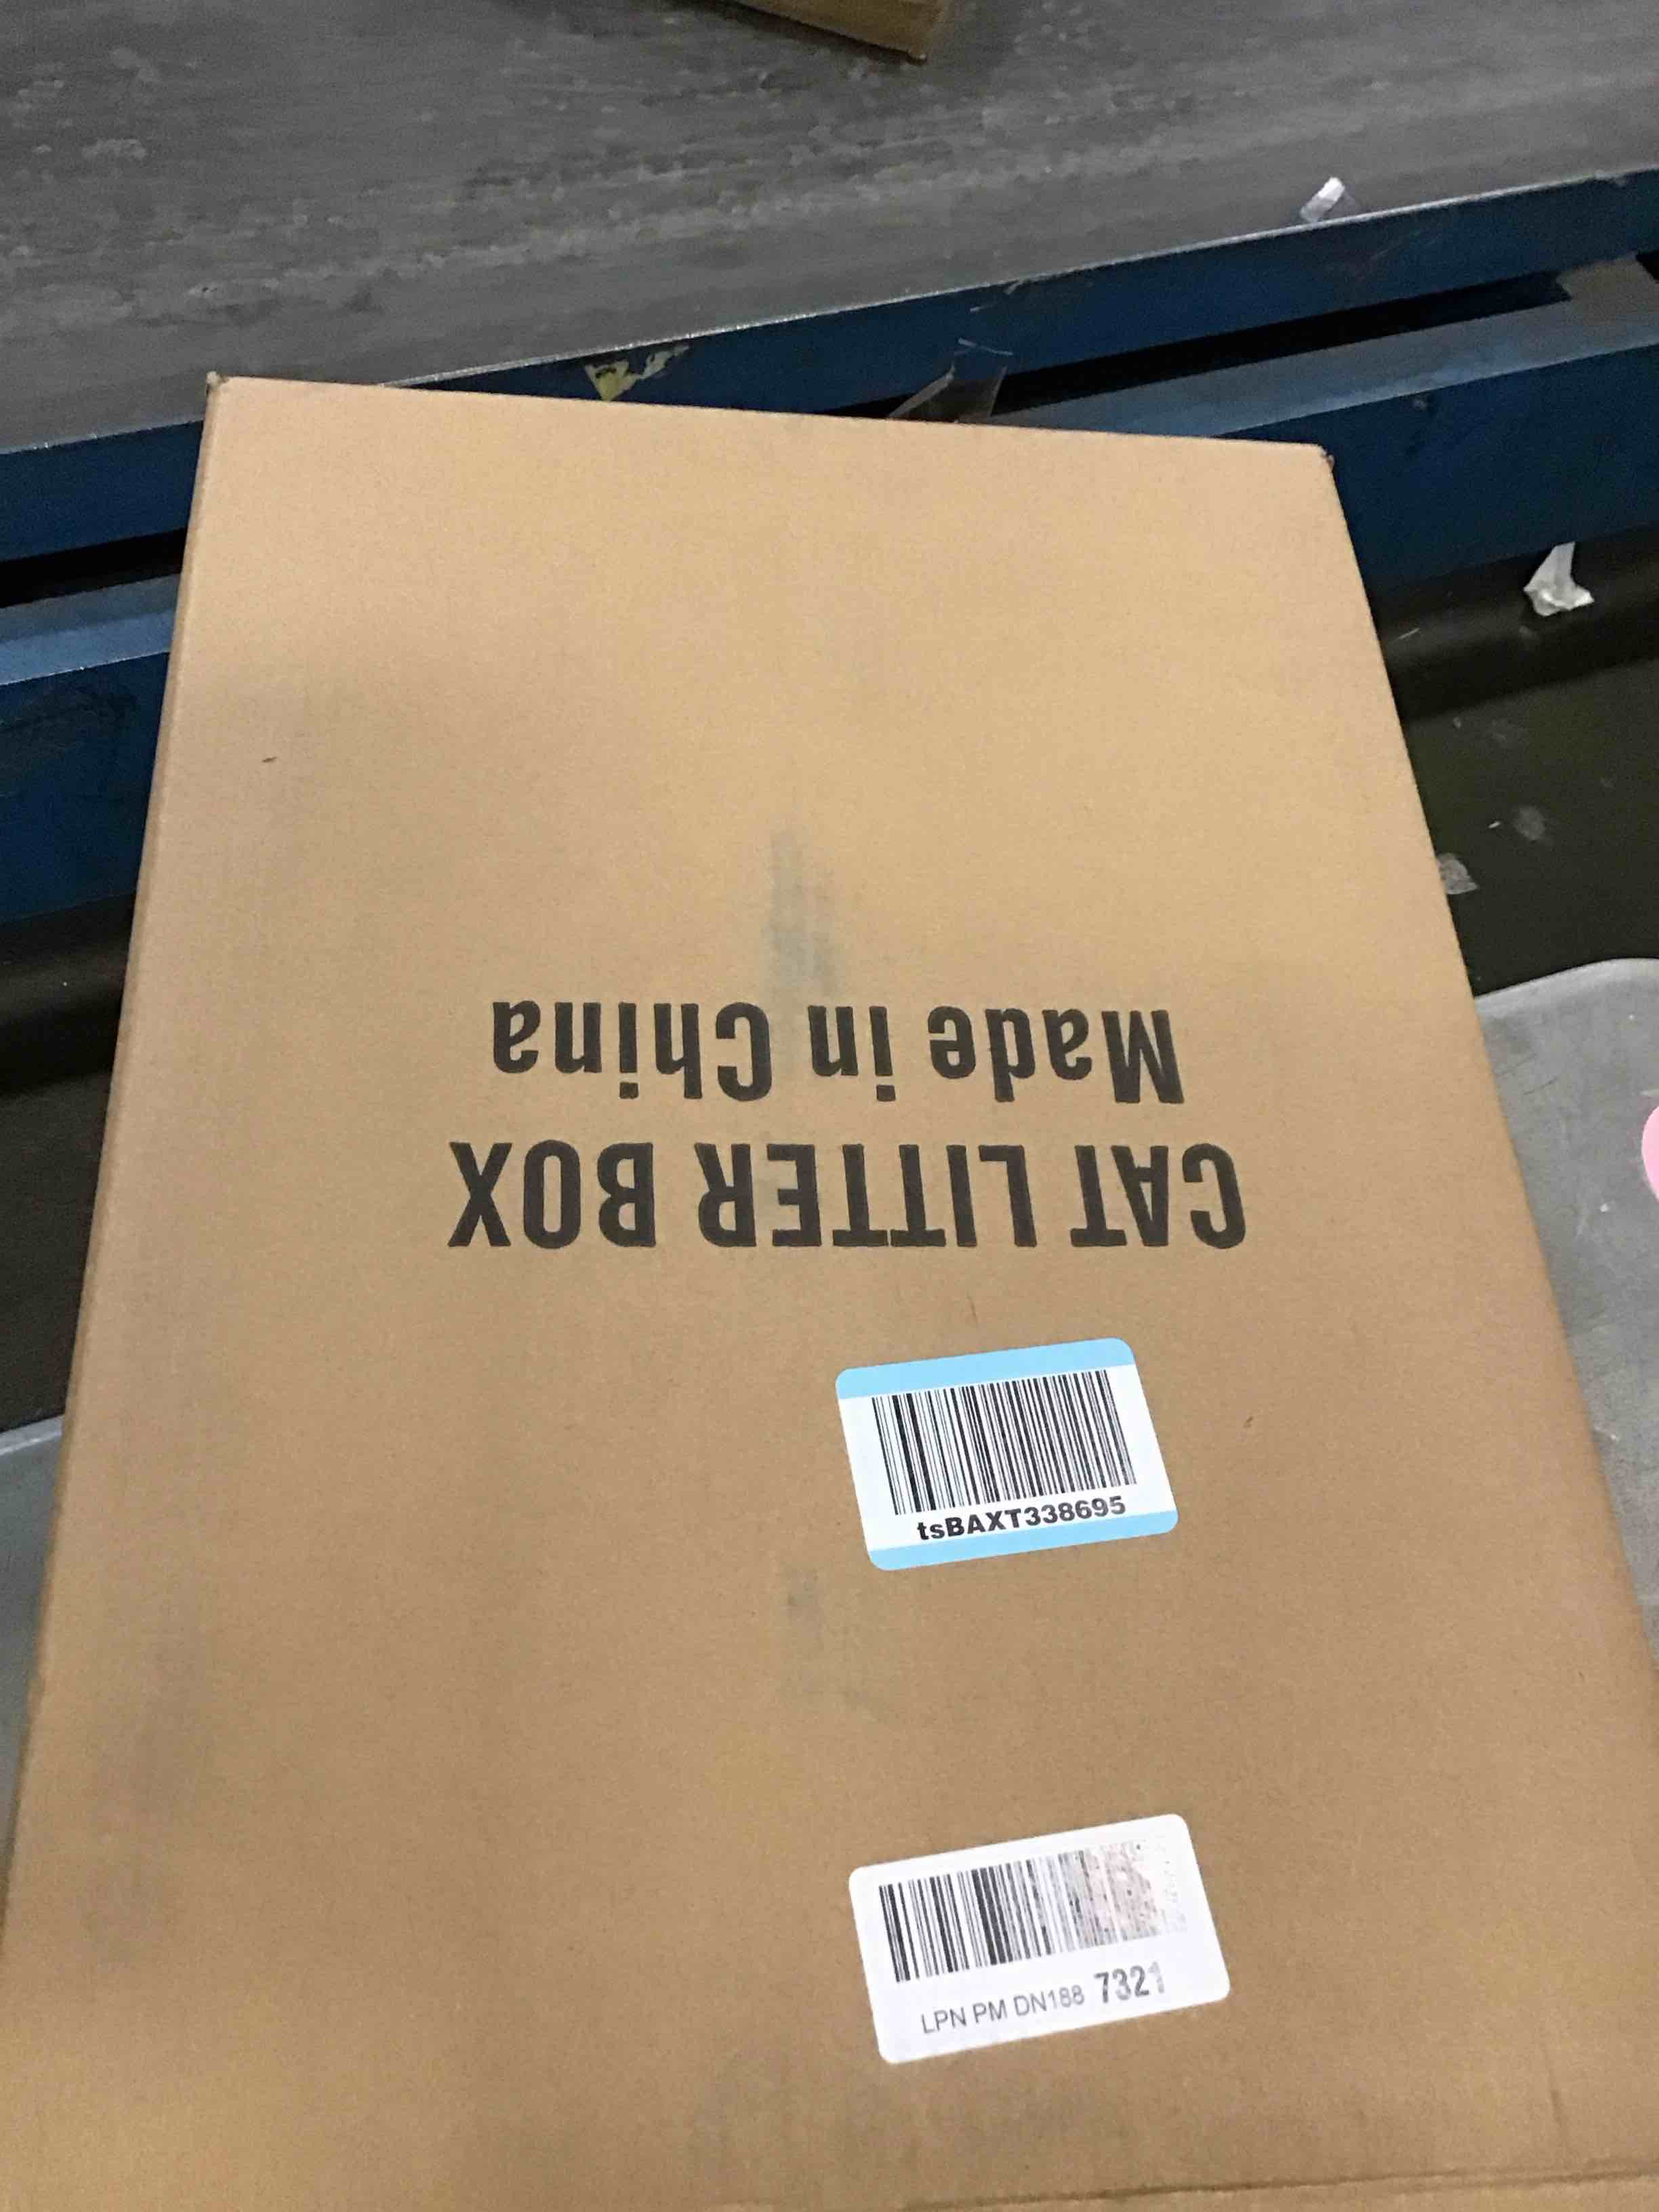 CAT LITTER BOX
Made in China
tsBAXT338695
LPN PM DN188 7321